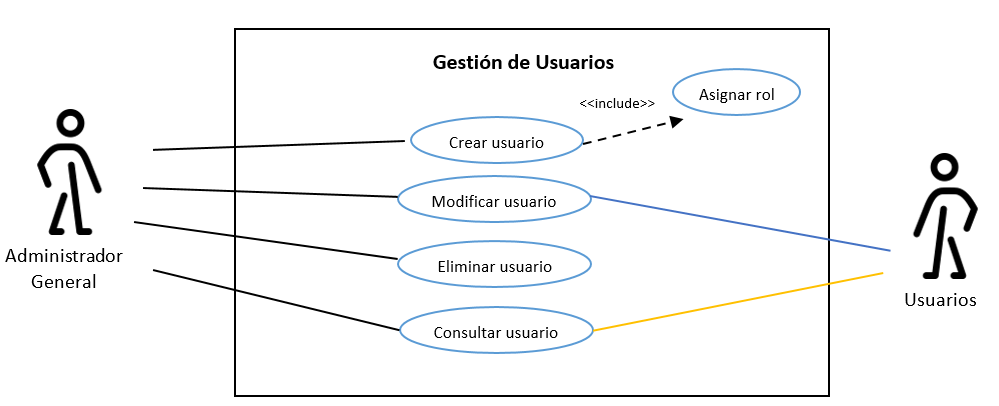 Gestión de Usuarios
<<include>>
Asignar rol
Crear usuario
Modificar usuario
Eliminar usuario
Consultar usuario
Administrador
General
Usuarios